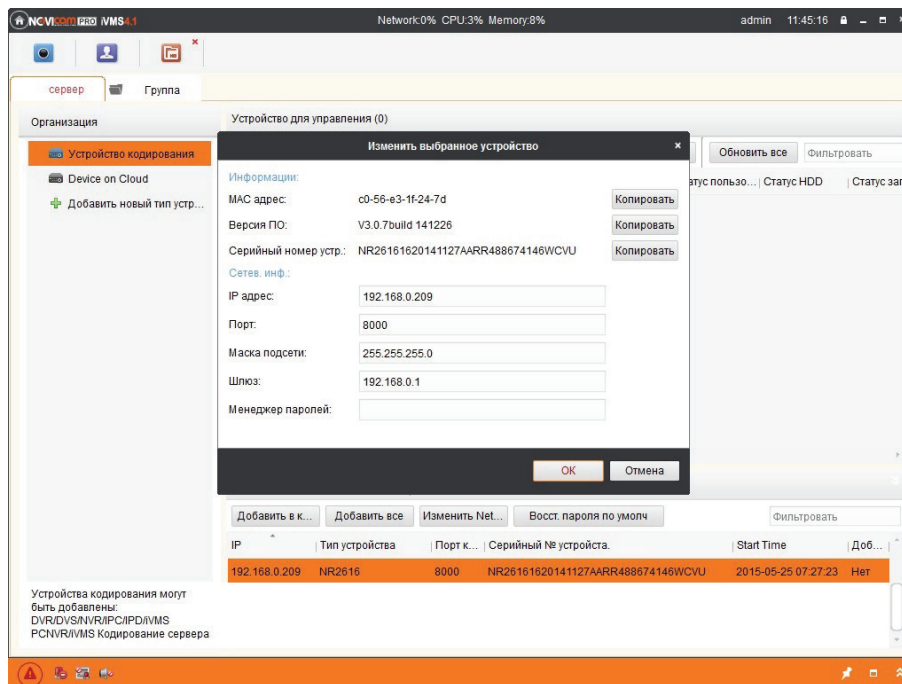 NOVICOM PRO iVMS4.1 Network:0% CPU:3% Memory:8% admin 11:45:16
сервер Группа
Организация
Устройство кодирования
Device on Cloud
Добавить новый тип устр...
Устройство для управления (0)
Обновить все Фильтровать
атус пользо... Статус HDD Статус зап
Изменить выбранное устройство
Информации:
MAC адрес: c0-56-e3-1f-24-7d Копировать
Версия ПО: V3.0.7build 141226 Копировать
Серийный номер устр.: NR26161620141127AARR488674146WCVU Копировать
Сетев. инф.:
IP адрес: 192.168.0.209
Порт: 8000
Маска подсети: 255.255.255.0
Шлюз: 192.168.0.1
Менеджер паролей:
OK Отмена
Добавить в к... Добавить все Изменить Net... Восст. пароля по умолч Фильтровать
IP Тип устройства Порт к... Серийный № устройста. Start Time Доб...
192.168.0.209 NR2616 8000 NR26161620141127AARR488674146WCVU 2015-05-25 07:27:23 Нет
Устройства кодирования могут
быть добавлены:
DVR/DVS/NVR/IPC/IPD/iVMS
PCNVR/iVMS Кодирование сервера